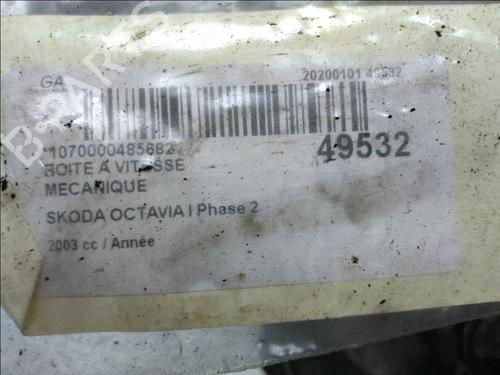 GA
20200101 49532
1070000485682
49532
BOITE A VITESSE
MECANIQUE
SKODA OCTAVIA I Phase 2
2003 cc / Année